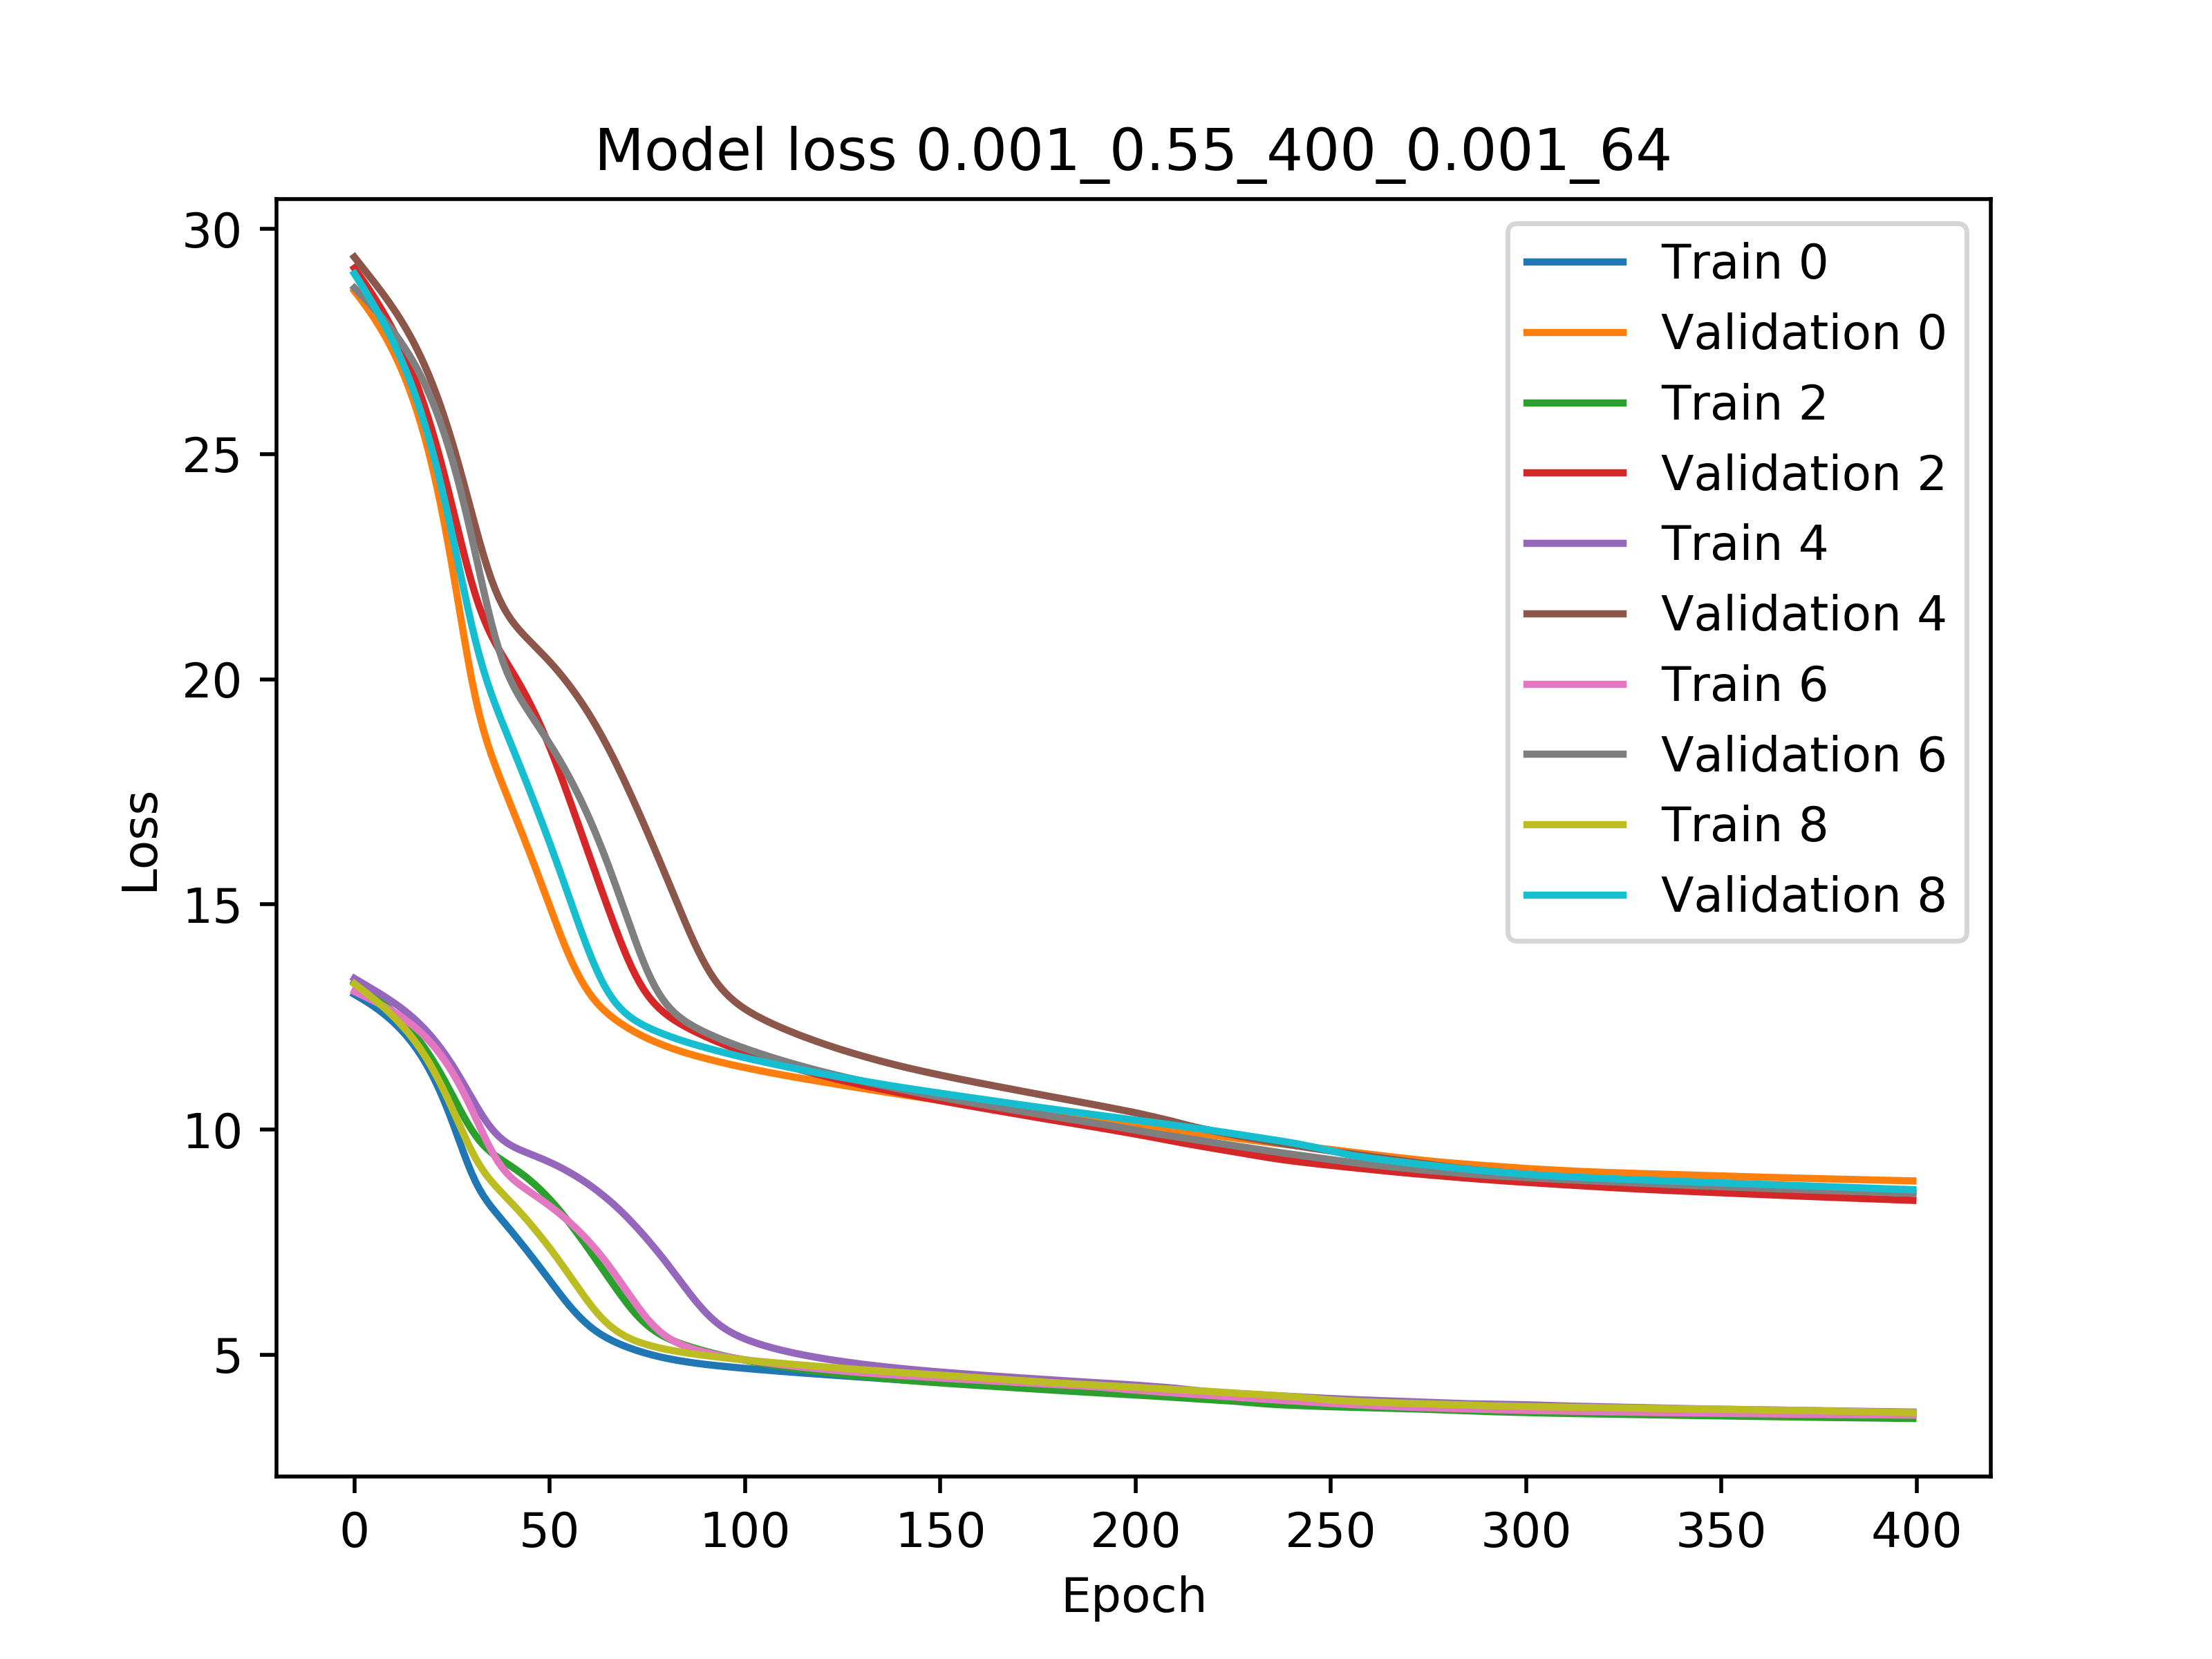 Model loss 0.001_0.55_400_0.001_64
30
25
20
15
10
5
Loss
Train 0
Validation 0
Train 2
Validation 2
Train 4
Validation 4
Train 6
Validation 6
Train 8
Validation 8
0 50 100 150 200 250 300 350 400
Epoch